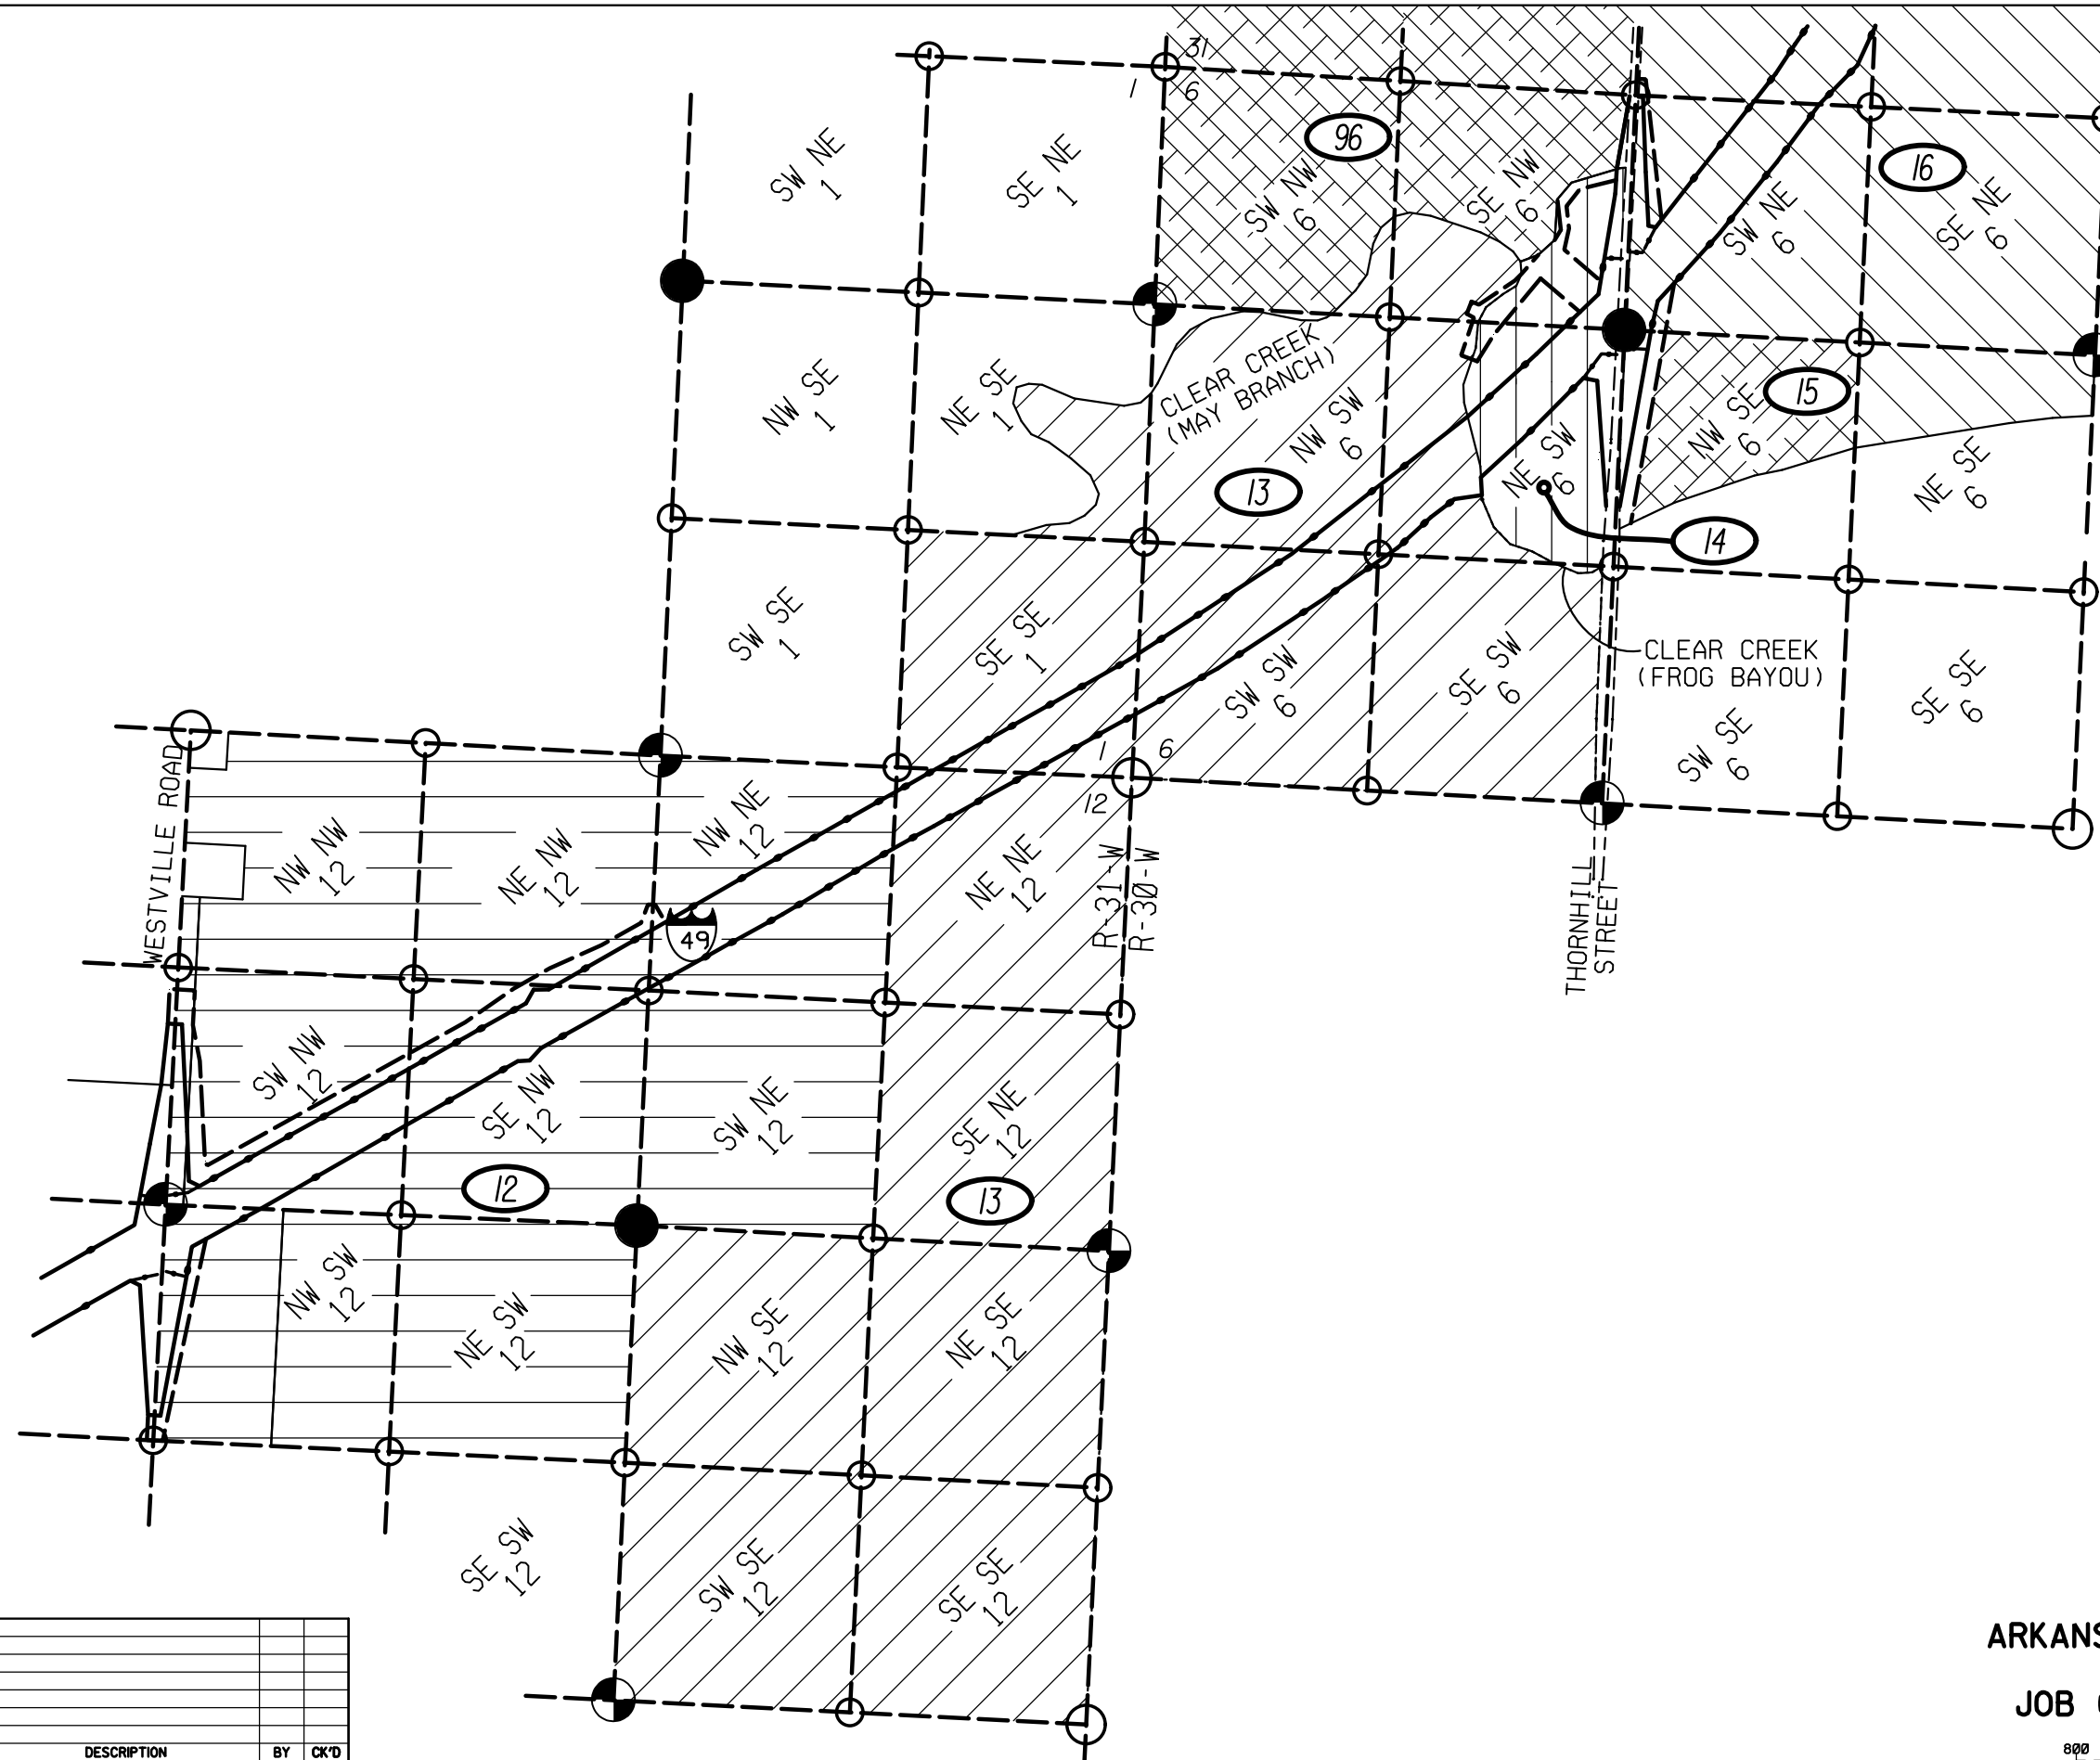 31
1
6
96
16
SW NE
1
SE NE
1
SW NW
6
SE NW
6
SW NE
6
SE NE
6
CLEAR CREEK
(MAY BRANCH)
NW SE
1
NE SE
1
NW SW
6
NE SW
6
NW SE
6
15
NE SE
6
13
14
SW SE
1
SE SE
1
SW SW
6
SE SW
6
CLEAR CREEK
(FROG BAYOU)
SW SE
6
SE SE
6
1
6
12
WESTVILLE ROAD
NW NW
12
NE NW
12
NW NE
12
NE NE
12
R-31-W
R-30-W
THORNHILL
STREET
49
SW NW
12
SE NW
12
SW NE
12
SE NE
12
12
13
NW SW
12
NE SW
12
NW SE
12
NE SE
12
SE SW
12
SW SE
12
SE SE
12
DESCRIPTION
BY
CK'D
JOB
800